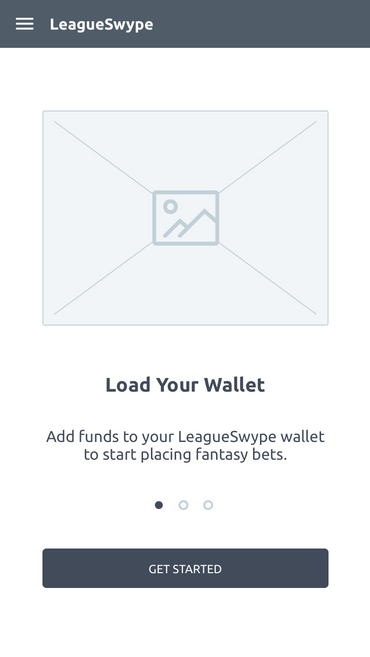 LeagueSwype
Load Your Wallet
Add funds to your LeagueSwype wallet
to start placing fantasy bets.
GET STARTED